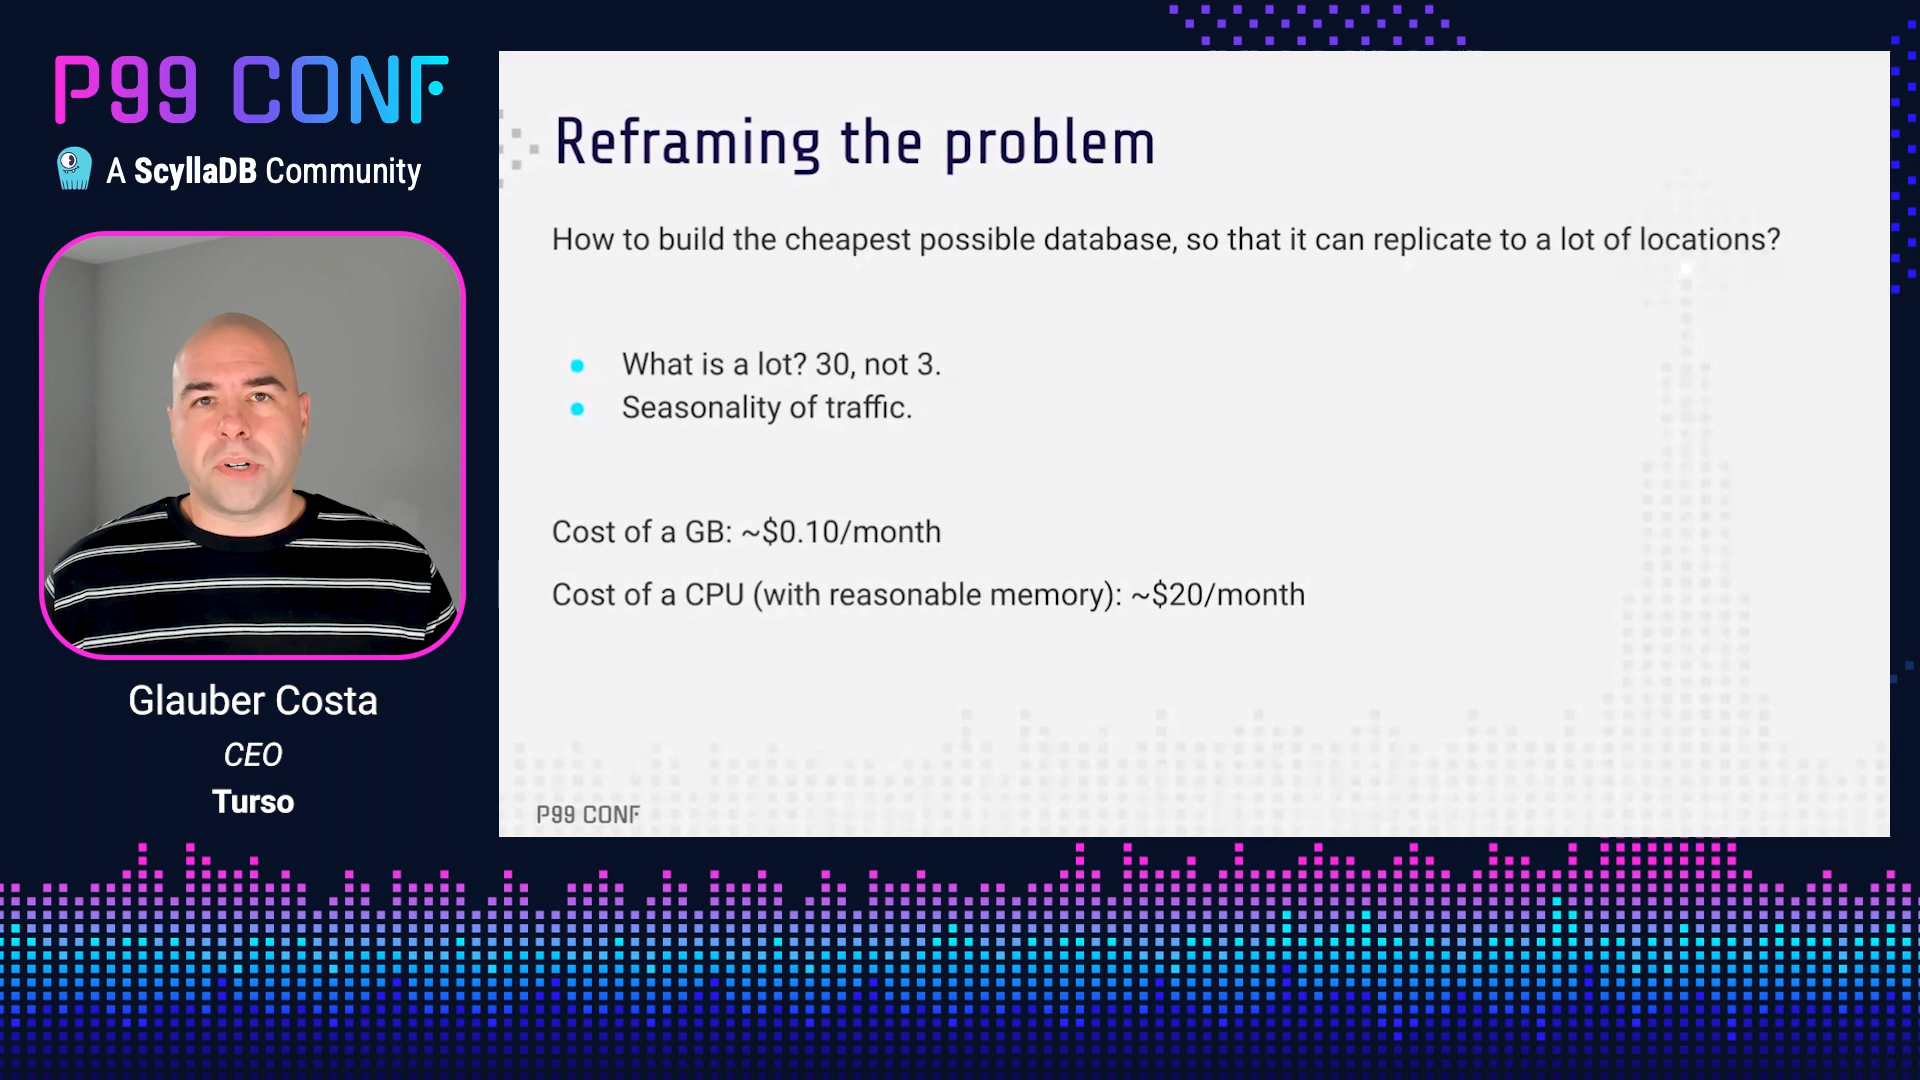 P99 CONF
A ScyllaDB Community
Glauber Costa
CEO
Turso
Reframing the problem
How to build the cheapest possible database, so that it can replicate to a lot of locations?
What is a lot? 30, not 3.
Seasonality of traffic.
Cost of a GB: ~$0.10/month
Cost of a CPU (with reasonable memory): ~$20/month
P99 CONF